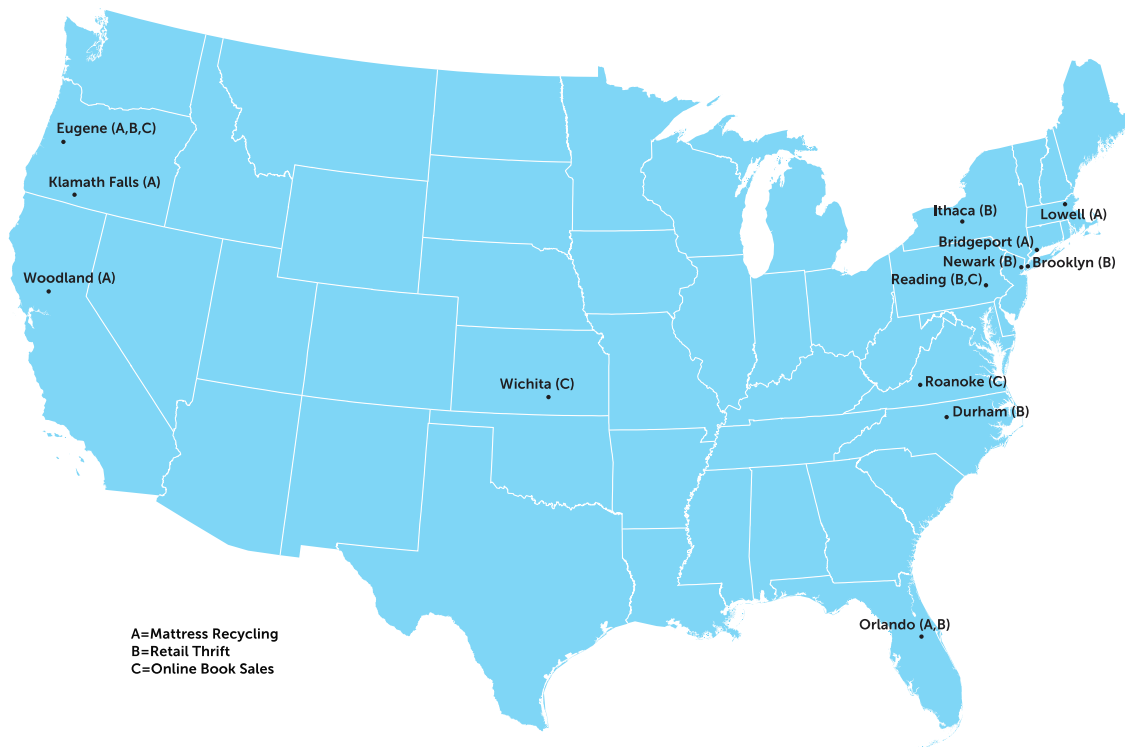 Eugene (A,B,C)
Klamath Falls (A)
Woodland (A)
Wichita (C)
Ithaca (B)
Lowell (A)
Bridgeport (A)
Newark (B)
Brooklyn (B)
Reading (B,C)
Roanoke (C)
Durham (B)
Orlando (A,B)
A=Mattress Recycling
B=Retail Thrift
C=Online Book Sales